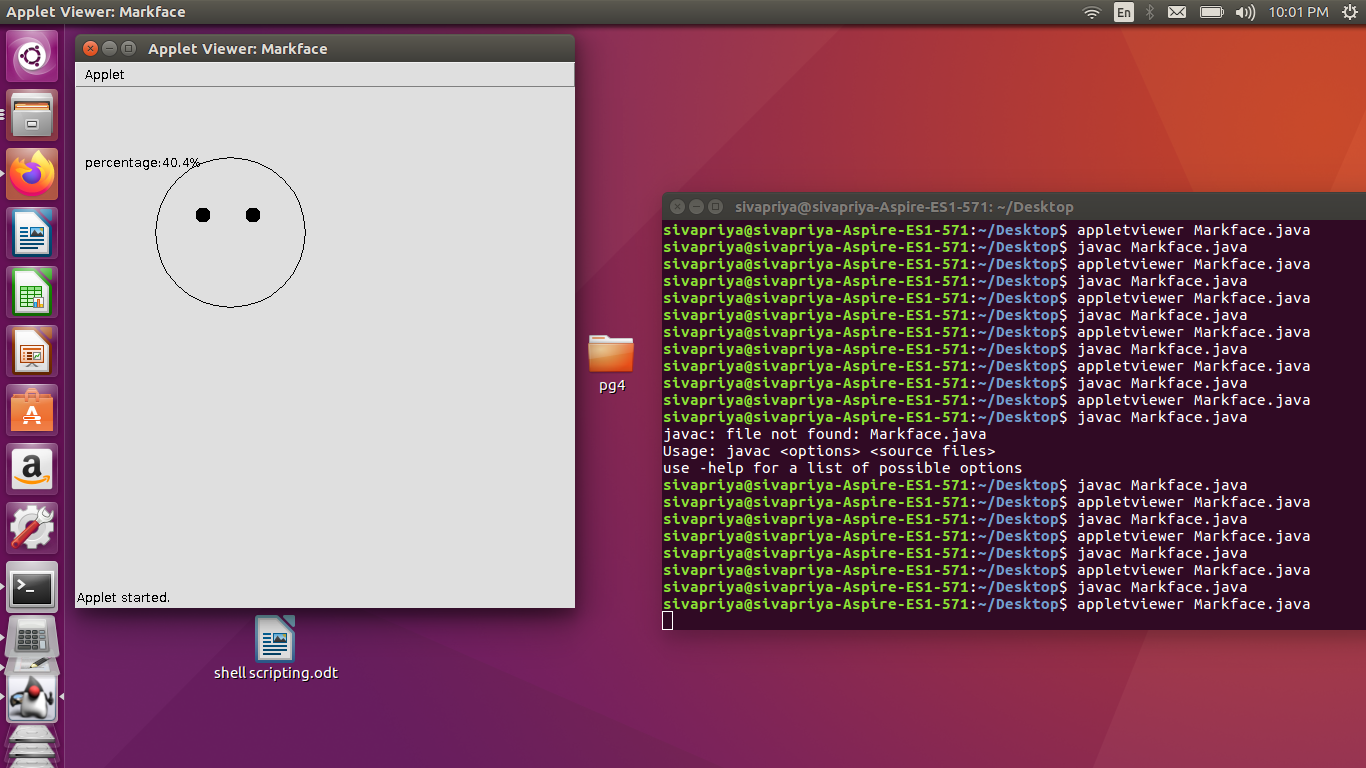 Applet Viewer: Markface
En
10:01 PM
Applet Viewer: Markface
Applet
percentage:40.4%
Applet started.
a
A
>_
pg4
shell scripting.odt
sivapriya@sivapriya-Aspire-ES1-571: ~/Desktop
sivapriya@sivapriya-Aspire-ES1-571:~/Desktop$ appletviewer Markface.java
sivapriya@sivapriya-Aspire-ES1-571:~/Desktop$ javac Markface.java
sivapriya@sivapriya-Aspire-ES1-571:~/Desktop$ appletviewer Markface.java
sivapriya@sivapriya-Aspire-ES1-571:~/Desktop$ javac Markface.java
sivapriya@sivapriya-Aspire-ES1-571:~/Desktop$ appletviewer Markface.java
sivapriya@sivapriya-Aspire-ES1-571:~/Desktop$ javac Markface.java
sivapriya@sivapriya-Aspire-ES1-571:~/Desktop$ appletviewer Markface.java
sivapriya@sivapriya-Aspire-ES1-571:~/Desktop$ javac Markface.java
sivapriya@sivapriya-Aspire-ES1-571:~/Desktop$ appletviewer Markface.java
sivapriya@sivapriya-Aspire-ES1-571:~/Desktop$ javac Markface.java
sivapriya@sivapriya-Aspire-ES1-571:~/Desktop$ appletviewer Markface.java
sivapriya@sivapriya-Aspire-ES1-571:~/Desktop$ javac Markface.java
javac: file not found: Markface.java
Usage: javac <options> <source files>
use -help for a list of possible options
sivapriya@sivapriya-Aspire-ES1-571:~/Desktop$ javac Markface.java
sivapriya@sivapriya-Aspire-ES1-571:~/Desktop$ appletviewer Markface.java
sivapriya@sivapriya-Aspire-ES1-571:~/Desktop$ javac Markface.java
sivapriya@sivapriya-Aspire-ES1-571:~/Desktop$ appletviewer Markface.java
sivapriya@sivapriya-Aspire-ES1-571:~/Desktop$ javac Markface.java
sivapriya@sivapriya-Aspire-ES1-571:~/Desktop$ appletviewer Markface.java
sivapriya@sivapriya-Aspire-ES1-571:~/Desktop$ javac Markface.java
sivapriya@sivapriya-Aspire-ES1-571:~/Desktop$ appletviewer Markface.java